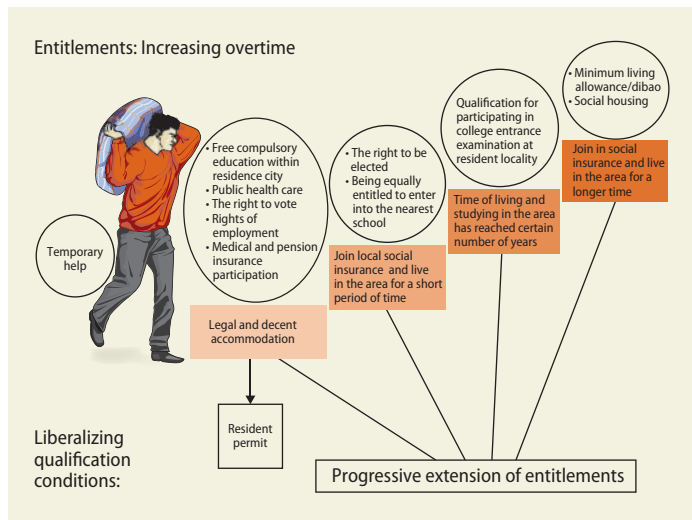 Entitlements: Increasing overtime
Temporary
help
• Free compulsory
education within
residence city
• Public health care
• The right to vote
• Rights of
employment
• Medical and pension
insurance
participation
Legal and decent
accommodation
Resident
permit
• The right to be
elected
• Being equally
entitled to enter
into the nearest
school
Join local social
insurance and live
in the area for a short
period of time
Qualification for
participating in
college entrance
examination at
resident locality
Time of living and
studying in the area
has reached certain
number of years
• Minimum living
allowance/dibao
• Social housing
Join in social
insurance and live
in the area for a
longer time
Liberalizing
qualification
conditions:
Progressive extension of entitlements